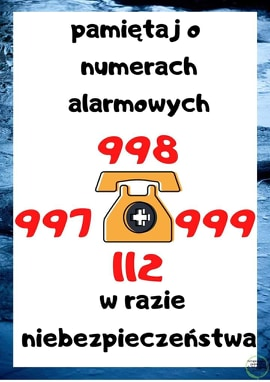 pamiętaj o
numerach
alarmowych
998
997 999
112
w razie
niebezpieczeństwa